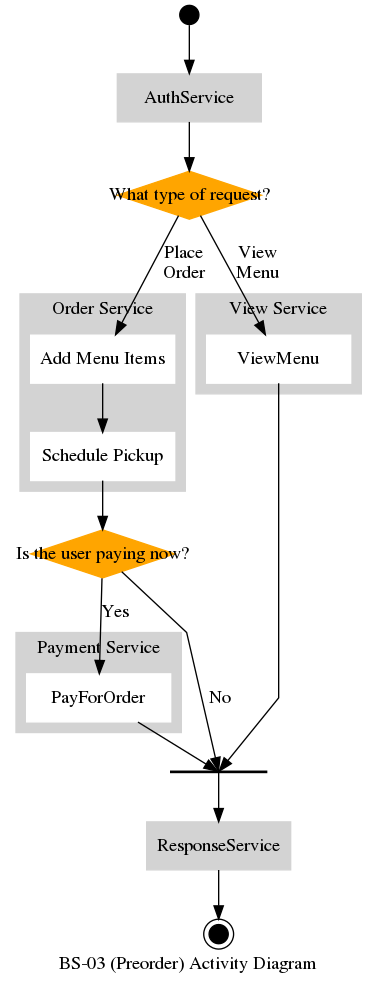 AuthService
What type of request?
Place
Order
View
Menu
Order Service
View Service
Add Menu Items
ViewMenu
Schedule Pickup
Is the user paying now?
Yes
Payment Service
PayForOrder
No
ResponseService
BS-03 (Preorder) Activity Diagram